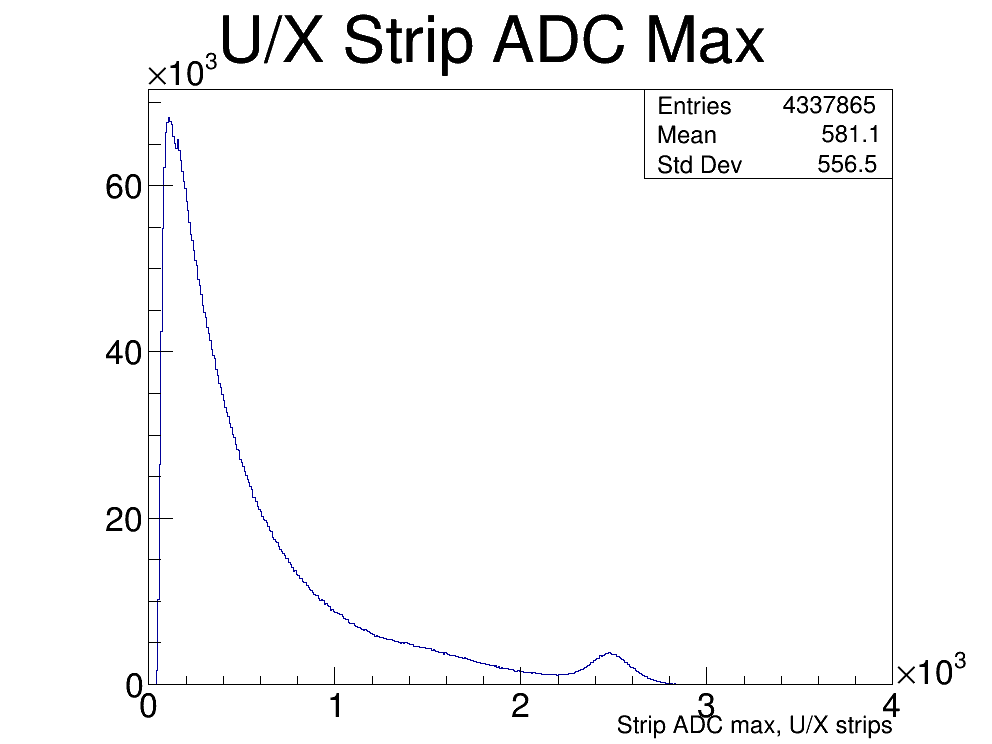 U/X Strip ADC Max
×10³
Entries 4337865
Mean 581.1
Std Dev 556.5
60
40
20
0
0 1 2 3 4
×10³
Strip ADC max, U/X strips